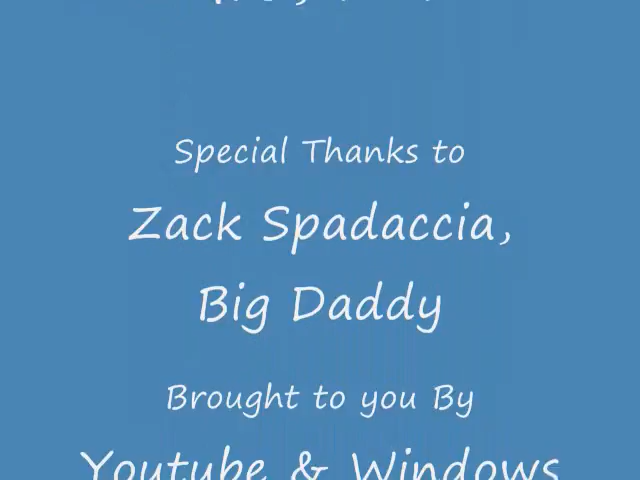 Special Thanks to
Zack Spadaccia,
Big Daddy
Brought to you By
Youtube & Windows